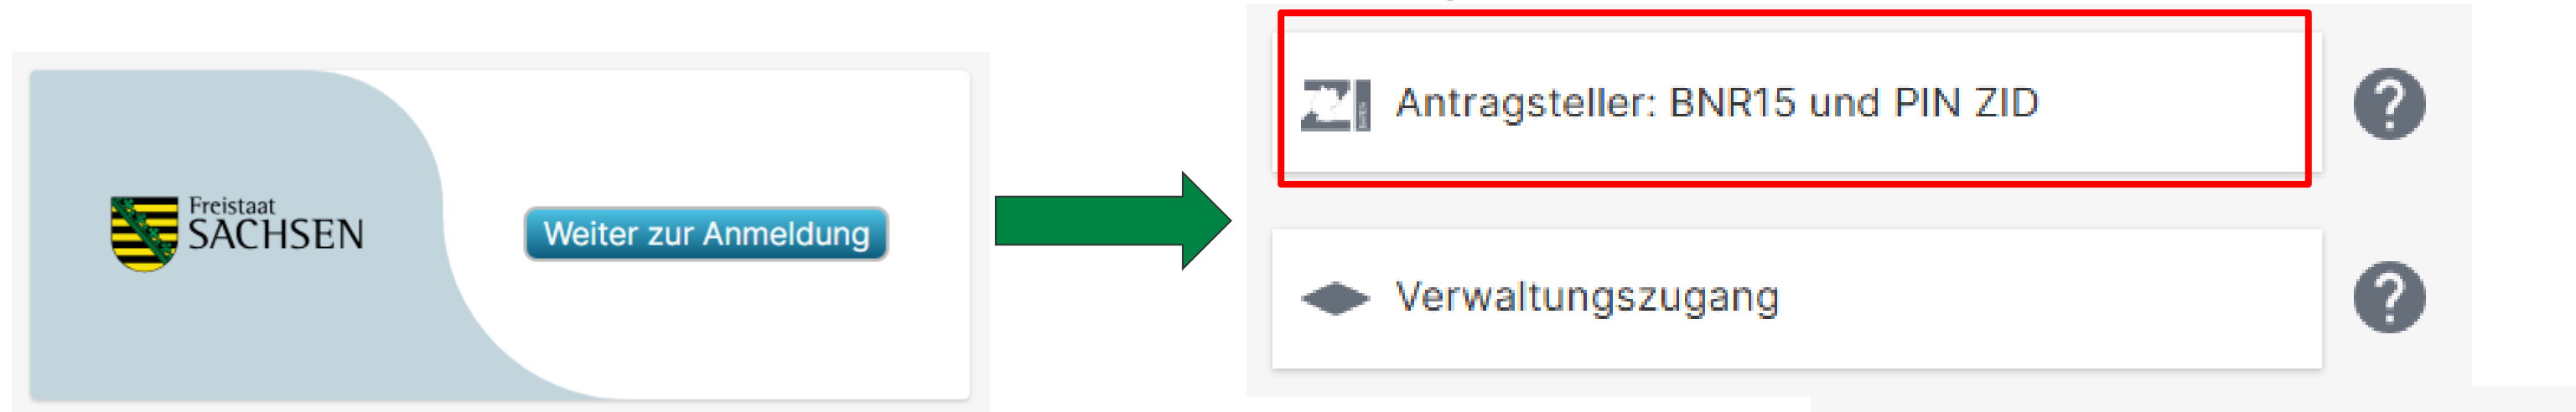 Freistaat
SACHSEN
Weiter zur Anmeldung
Antragsteller: BNR15 und PIN ZID
Verwaltungszugang